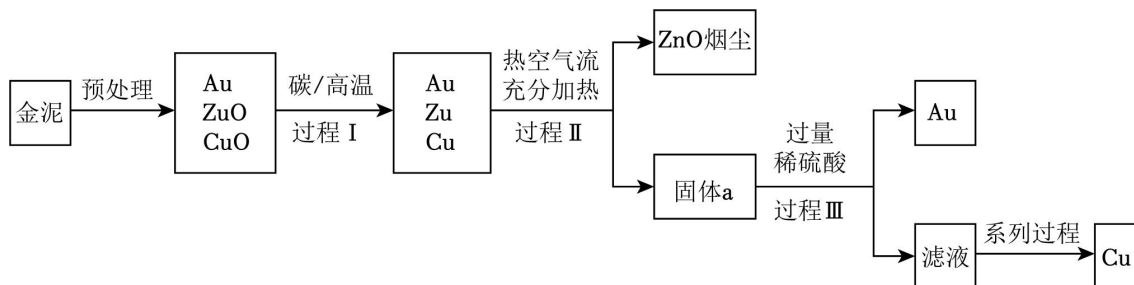 金泥
预处理
Au
ZuO
CuO
碳/高温
过程Ⅰ
Au
Zu
Cu
热空气流
充分加热
过程Ⅱ
ZnO烟尘
固体a
过量
稀硫酸
过程Ⅲ
Au
滤液
系列过程
Cu